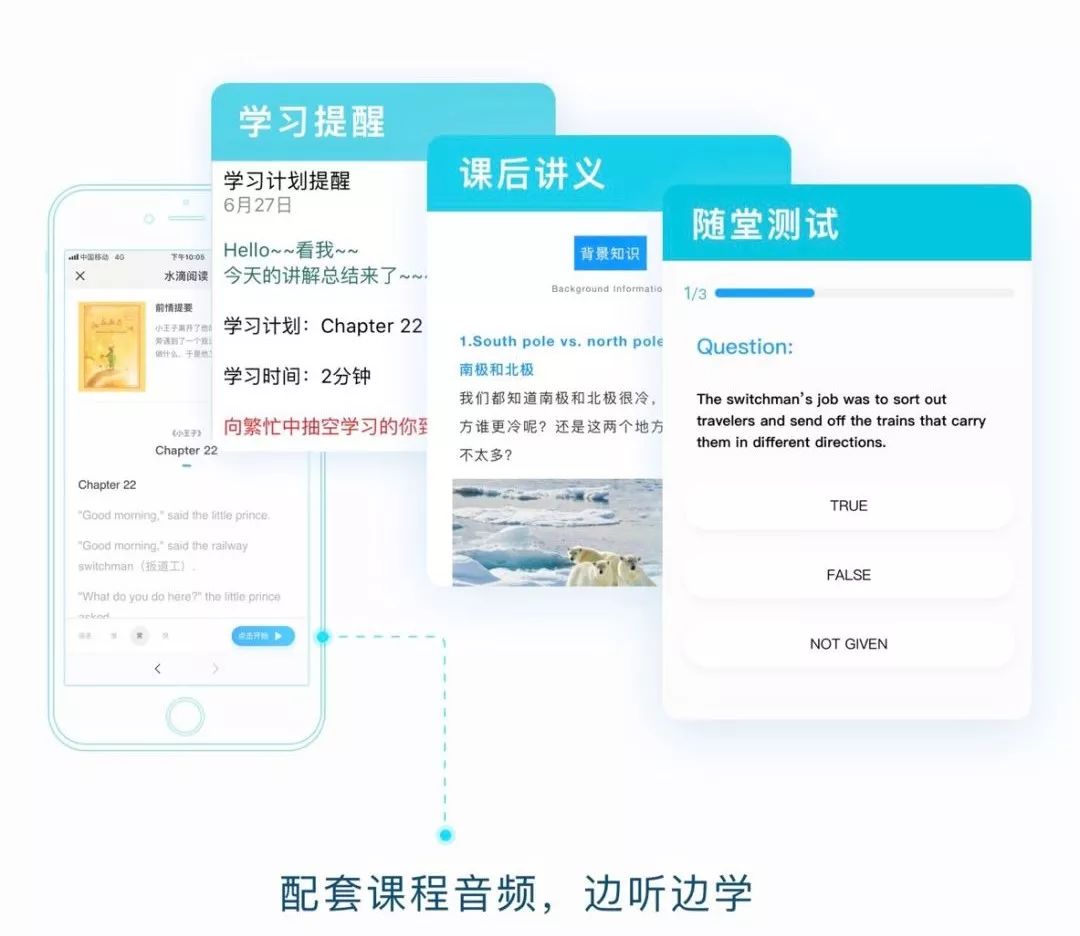 学习提醒
学习计划提醒
6月27日
Hello~~看我~~
今天的讲解总结来了~~~
学习计划：Chapter 22
学习时间：2分钟
向繁忙中抽空学习的你致
课后讲义
背景知识
Background Informatio
1.South pole vs. north pole
南极和北极
我们都知道南极和北极很冷，
方谁更冷呢？还是这两个地方
不太多？
随堂测试
1/3
Question:
The switchman's job was to sort out
travelers and send off the trains that carry
them in different directions.
TRUE
FALSE
NOT GIVEN
中国移动 4G 下午10:05
水滴阅读
前情提要
小王子离开了他的
旁遇到了一个扳道
做什么，于是他
《小王子》
Chapter 22
Chapter 22
"Good morning," said the little prince.
"Good morning," said the railway
switchman（扳道工）.
"What do you do here?" the little prince
asked.
点击开始
配套课程音频，边听边学